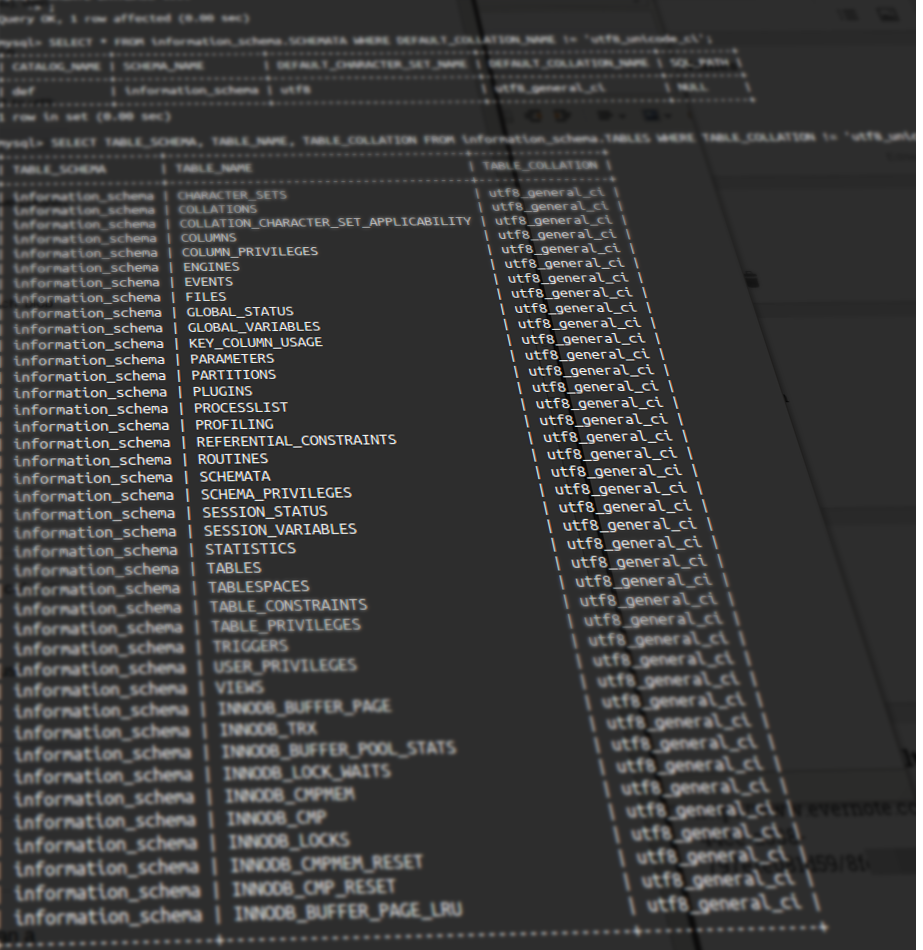 -> ;
Query OK, 1 row affected (0.00 sec)
mysql> SELECT * FROM information_schema.SCHEMATA WHERE DEFAULT_COLLATION_NAME != 'utf8_unicode_ci';
| CATALOG_NAME | SCHEMA_NAME | DEFAULT_CHARACTER_SET_NAME | DEFAULT_COLLATION_NAME | SQL_PATH |
| def | information_schema | utf8 | utf8_general_ci | NULL |
1 row in set (0.00 sec)
mysql> SELECT TABLE_SCHEMA, TABLE_NAME, TABLE_COLLATION FROM information_schema.TABLES WHERE TABLE_COLLATION != 'utf8_unic
| TABLE_SCHEMA | TABLE_NAME | TABLE_COLLATION |
| information_schema | CHARACTER_SETS | utf8_general_ci |
| information_schema | COLLATIONS | utf8_general_ci |
| information_schema | COLLATION_CHARACTER_SET_APPLICABILITY | utf8_general_ci |
| information_schema | COLUMNS | utf8_general_ci |
| information_schema | COLUMN_PRIVILEGES | utf8_general_ci |
| information_schema | ENGINES | utf8_general_ci |
| information_schema | EVENTS | utf8_general_ci |
| information_schema | FILES | utf8_general_ci |
| information_schema | GLOBAL_STATUS | utf8_general_ci |
| information_schema | GLOBAL_VARIABLES | utf8_general_ci |
| information_schema | KEY_COLUMN_USAGE | utf8_general_ci |
| information_schema | PARAMETERS | utf8_general_ci |
| information_schema | PARTITIONS | utf8_general_ci |
| information_schema | PLUGINS | utf8_general_ci |
| information_schema | PROCESSLIST | utf8_general_ci |
| information_schema | PROFILING | utf8_general_ci |
| information_schema | REFERENTIAL_CONSTRAINTS | utf8_general_ci |
| information_schema | ROUTINES | utf8_general_ci |
| information_schema | SCHEMATA | utf8_general_ci |
| information_schema | SCHEMA_PRIVILEGES | utf8_general_ci |
| information_schema | SESSION_STATUS | utf8_general_ci |
| information_schema | SESSION_VARIABLES | utf8_general_ci |
| information_schema | STATISTICS | utf8_general_ci |
| information_schema | TABLES | utf8_general_ci |
| information_schema | TABLESPACES | utf8_general_ci |
| information_schema | TABLE_CONSTRAINTS | utf8_general_ci |
| information_schema | TABLE_PRIVILEGES | utf8_general_ci |
| information_schema | TRIGGERS | utf8_general_ci |
| information_schema | USER_PRIVILEGES | utf8_general_ci |
| information_schema | VIEWS | utf8_general_ci |
| information_schema | INNODB_BUFFER_PAGE | utf8_general_ci |
| information_schema | INNODB_TRX | utf8_general_ci |
| information_schema | INNODB_BUFFER_POOL_STATS | utf8_general_ci |
| information_schema | INNODB_LOCK_WAITS | utf8_general_ci |
| information_schema | INNODB_CMPMEM | utf8_general_ci |
| information_schema | INNODB_CMP | utf8_general_ci |
| information_schema | INNODB_LOCKS | utf8_general_ci |
| information_schema | INNODB_CMPMEM_RESET | utf8_general_ci |
| information_schema | INNODB_CMP_RESET | utf8_general_ci |
| information_schema | INNODB_BUFFER_PAGE_LRU | utf8_general_ci |